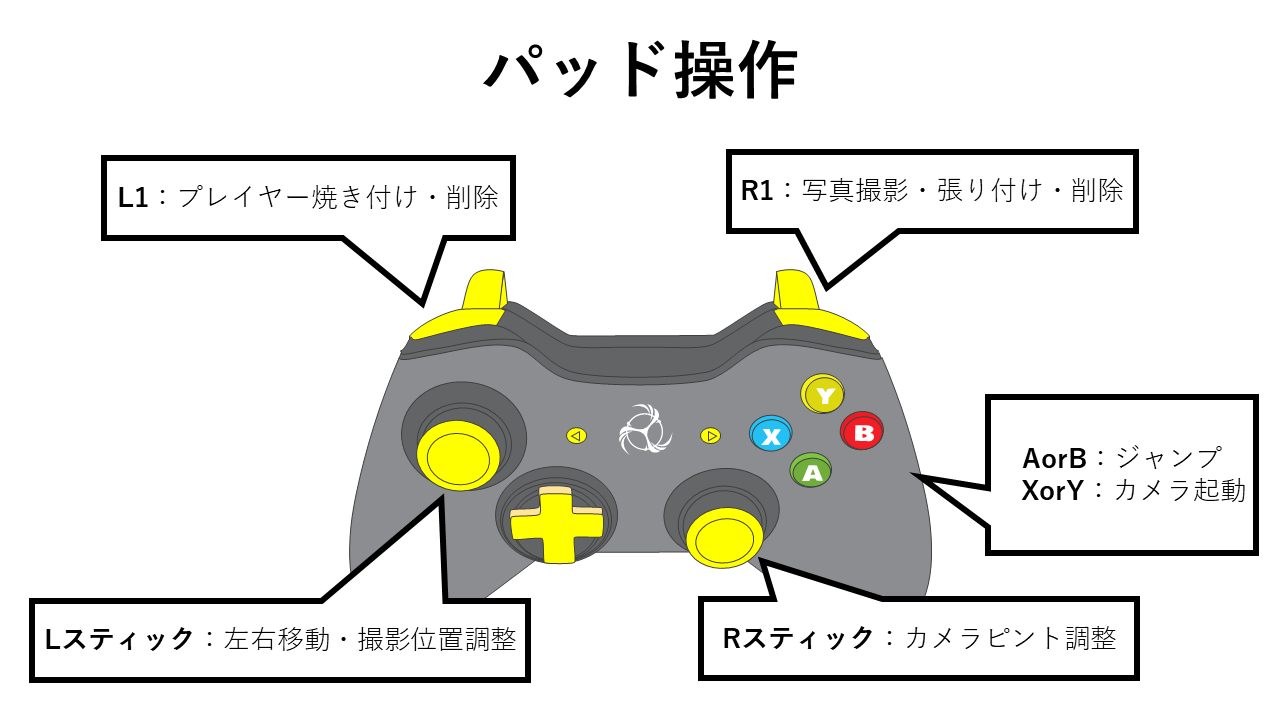 パッド操作
L1：プレイヤー焼き付け・削除
R1：写真撮影・張り付け・削除
Y
X
B
A
AorB：ジャンプ
XorY：カメラ起動
Lスティック：左右移動・撮影位置調整
Rスティック：カメラピント調整